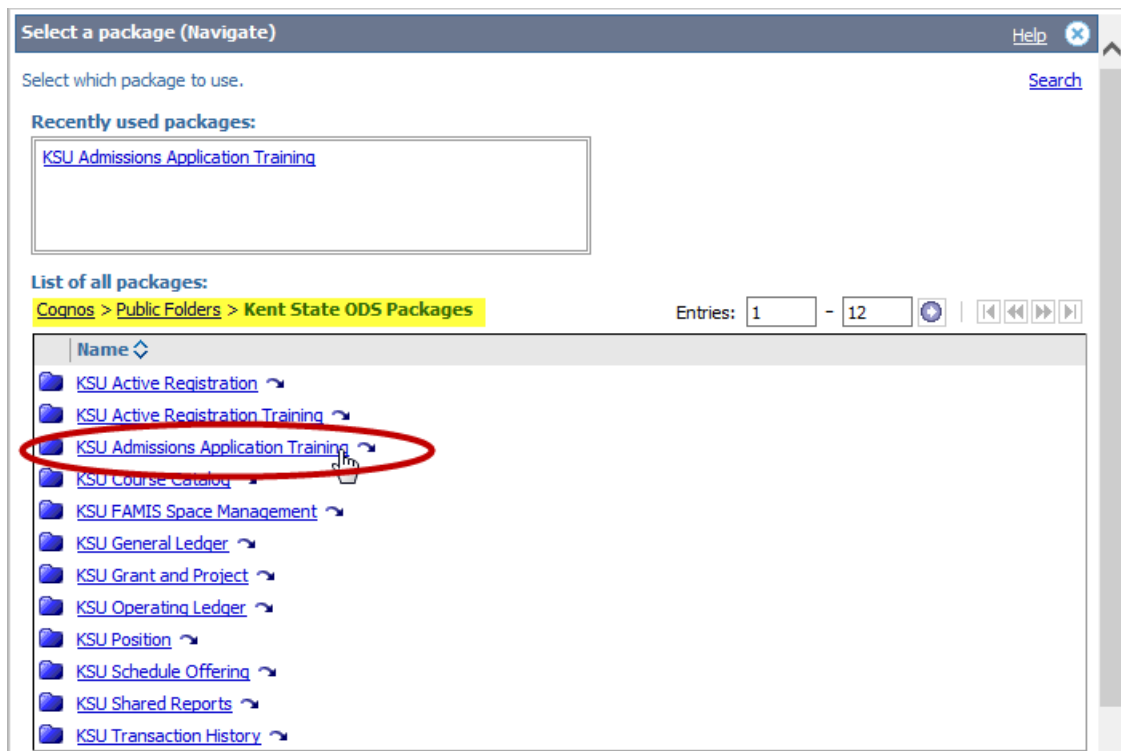 Select a package (Navigate) Help
Select which package to use. Search
Recently used packages:
KSU Admissions Application Training
List of all packages:
Cognos > Public Folders > Kent State ODS Packages Entries: 1 - 12
Name
KSU Active Registration
KSU Active Registration Training
KSU Admissions Application Training
KSU Course Catalog
KSU FAMIS Space Management
KSU General Ledger
KSU Grant and Project
KSU Operating Ledger
KSU Position
KSU Schedule Offering
KSU Shared Reports
KSU Transaction History